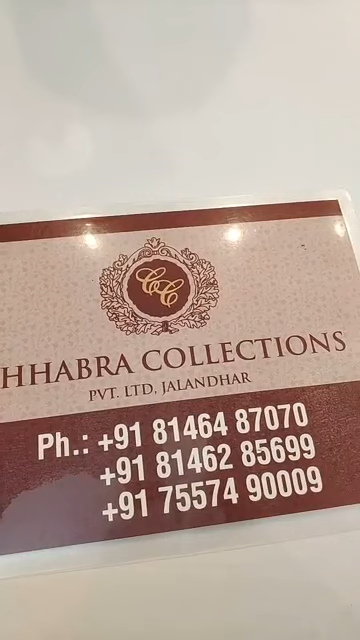 CC
HHABRA COLLECTIONS
PVT. LTD, JALANDHAR
Ph.: +91 81464 87070
+91 81462 85699
+91 75574 90009